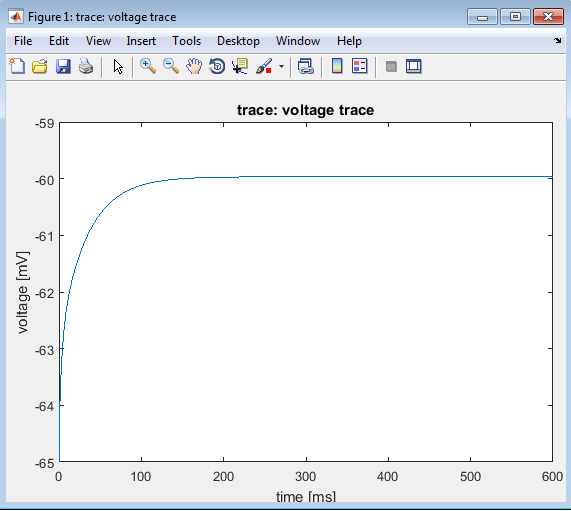 Figure 1: trace: voltage trace
File Edit View Insert Tools Desktop Window Help
trace: voltage trace
-59
-60
-61
-62
-63
-64
-65
voltage [mV]
0 100 200 300 400 500 600
time [ms]